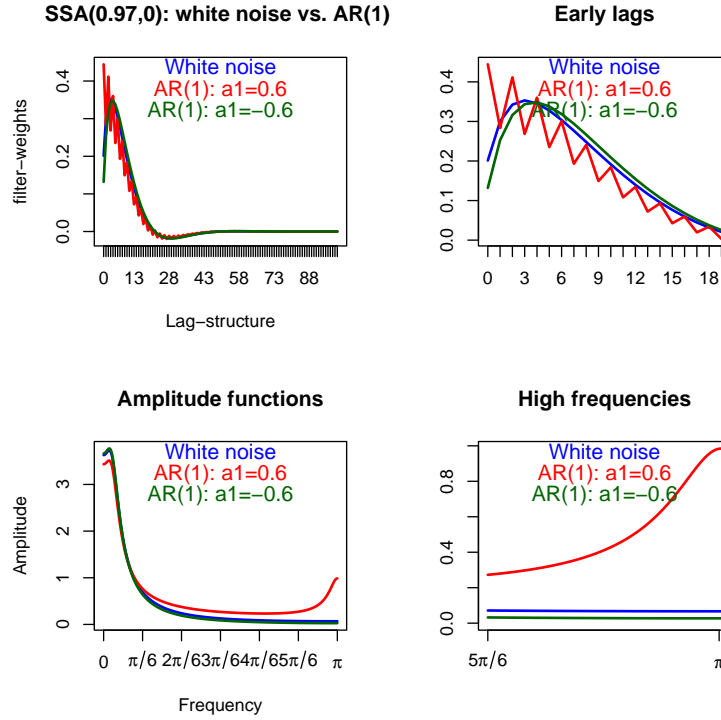 SSA(0.97,0): white noise vs. AR(1)
White noise
AR(1): a1=0.6
AR(1): a1=−0.6
filter−weights
0.0
0.2
0.4
0 13 28 43 58 73 88
Lag−structure
Early lags
White noise
AR(1): a1=0.6
AR(1): a1=−0.6
0.0 0.1 0.2 0.3 0.4
0 3 6 9 12 15 18
Amplitude functions
White noise
AR(1): a1=0.6
AR(1): a1=−0.6
Amplitude
0 1 2 3
0 π/6 2π/63π/64π/65π/6 π
Frequency
High frequencies
White noise
AR(1): a1=0.6
AR(1): a1=−0.6
0.0 0.4 0.8
5π/6 π